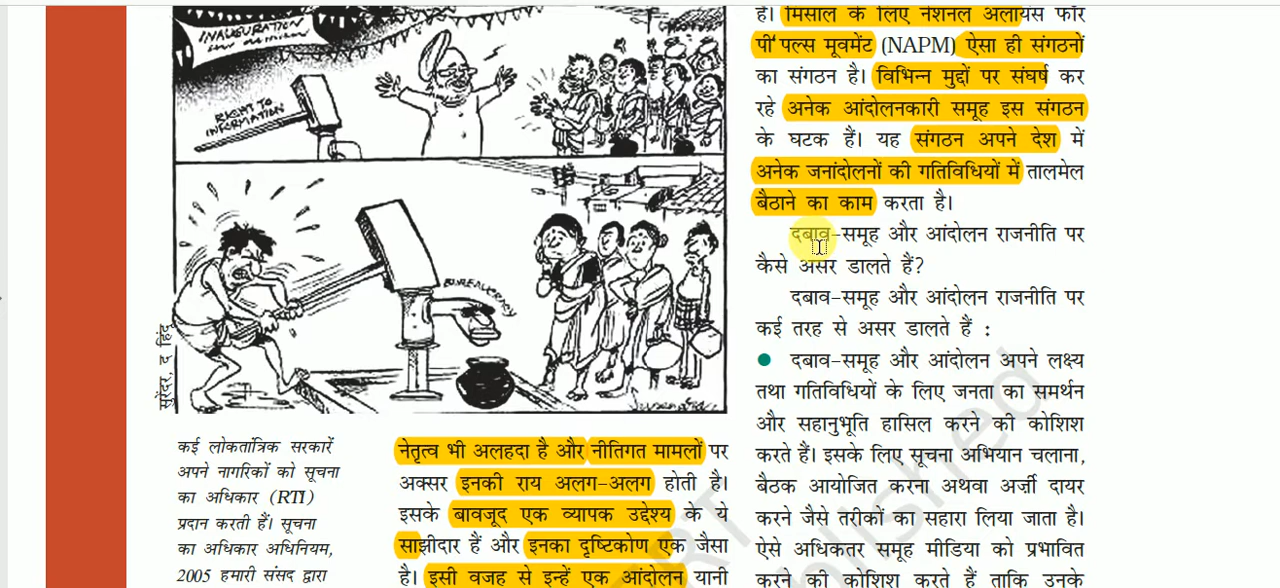 INAUGURATION
RIGHT TO
INFORMATION
BUREAUCRACY
सुरेंदर, द हिंदू
कई लोकतांत्रिक सरकारें
अपने नागरिकों को सूचना
का अधिकार (RTI)
प्रदान करती हैं। सूचना
का अधिकार अधिनियम,
2005 हमारी संसद द्वारा
नेतृत्व भी अलहदा है और नीतिगत मामलों पर
अक्सर इनकी राय अलग-अलग होती है।
इसके बावजूद एक व्यापक उद्देश्य के ये
साझीदार हैं और इनका दृष्टिकोण एक जैसा
है। इसी वजह से इन्हें एक आंदोलन यानी
है। मिसाल के लिए नेशनल अलायंस फॉर
पीपल्स मूवमेंट (NAPM) ऐसा ही संगठनों
का संगठन है। विभिन्न मुद्दों पर संघर्ष कर
रहे अनेक आंदोलनकारी समूह इस संगठन
के घटक हैं। यह संगठन अपने देश में
अनेक जनांदोलनों की गतिविधियों में तालमेल
बैठाने का काम करता है।
दबाव-समूह और आंदोलन राजनीति पर
कैसे असर डालते हैं?
दबाव-समूह और आंदोलन राजनीति पर
कई तरह से असर डालते हैं :
● दबाव-समूह और आंदोलन अपने लक्ष्य
तथा गतिविधियों के लिए जनता का समर्थन
और सहानुभूति हासिल करने की कोशिश
करते हैं। इसके लिए सूचना अभियान चलाना,
बैठक आयोजित करना अथवा अर्जी दायर
करने जैसे तरीकों का सहारा लिया जाता है।
ऐसे अधिकतर समूह मीडिया को प्रभावित
करने की कोशिश करते हैं ताकि उनके